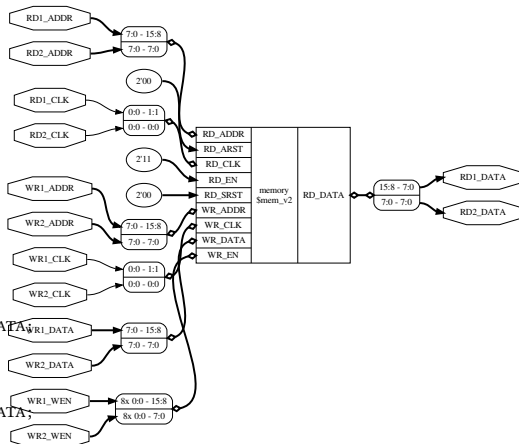 RD1_ADDR
7:0 - 15:8
RD2_ADDR
7:0 - 7:0
2'00
RD1_CLK
0:0 - 1:1
RD2_CLK
0:0 - 0:0
2'11
WR1_ADDR
2'00
WR2_ADDR
7:0 - 15:8
7:0 - 7:0
WR1_CLK
0:0 - 1:1
WR2_CLK
0:0 - 0:0
ATA;
WR1_DATA
7:0 - 15:8
WR2_DATA
7:0 - 7:0
ATA;
WR1_WEN
8x 0:0 - 15:8
WR2_WEN
8x 0:0 - 7:0
RD_ADDR
RD_ARST
RD_CLK
RD_EN
RD_SRST
WR_ADDR
WR_CLK
WR_DATA
WR_EN
memory
$mem_v2
RD_DATA
15:8 - 7:0
7:0 - 7:0
RD1_DATA
RD2_DATA